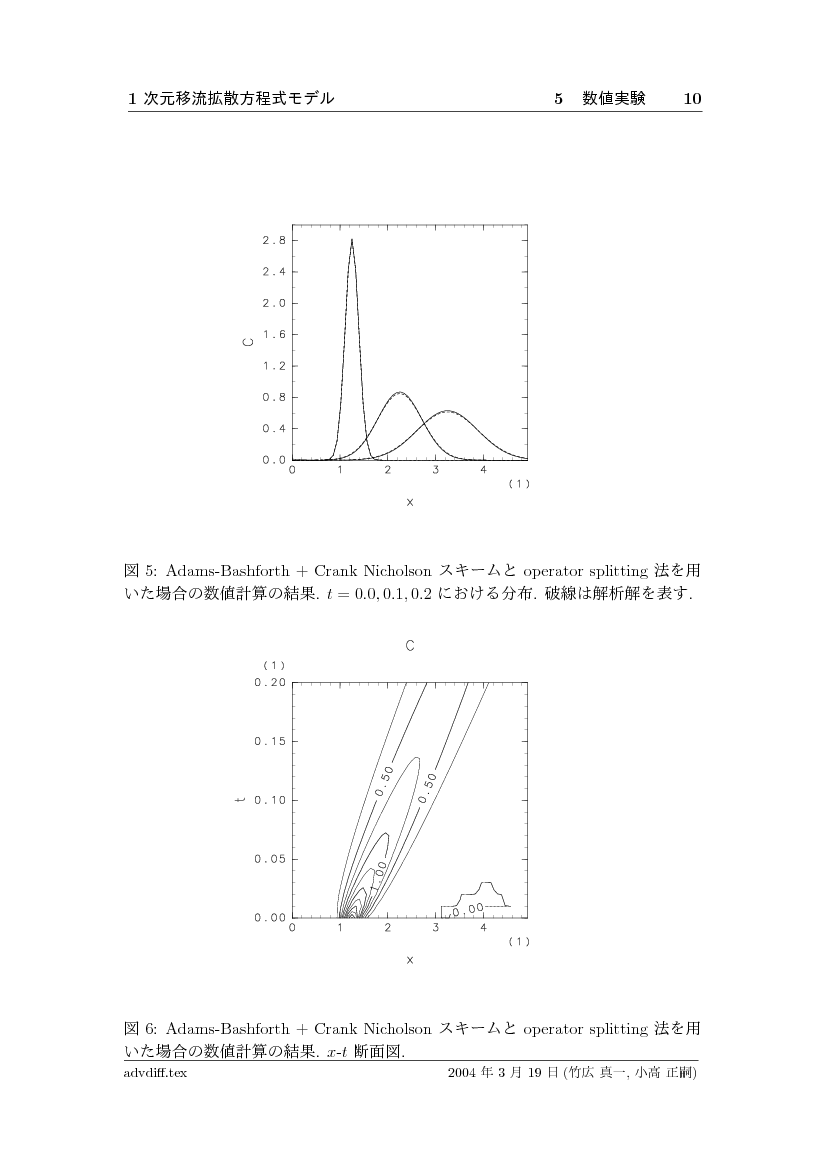 1 次元移流拡散方程式モデル 5 数値実験 10
2.8
2.4
2.0
1.6
C
1.2
0.8
0.4
0.0
0 1 2 3 4
(1)
x
図 5: Adams-Bashforth + Crank Nicholson スキームと operator splitting 法を用
いた場合の数値計算の結果. t = 0.0, 0.1, 0.2 における分布. 破線は解析解を表す.
C
(1)
0.20
0.15
0.50 0.50
t 0.10
0.05
1.00
0.00
0.00
0 1 2 3 4
(1)
x
図 6: Adams-Bashforth + Crank Nicholson スキームと operator splitting 法を用
いた場合の数値計算の結果. x-t 断面図.
advdiff.tex 2004 年 3 月 19 日 (竹広 真一, 小高 正嗣)